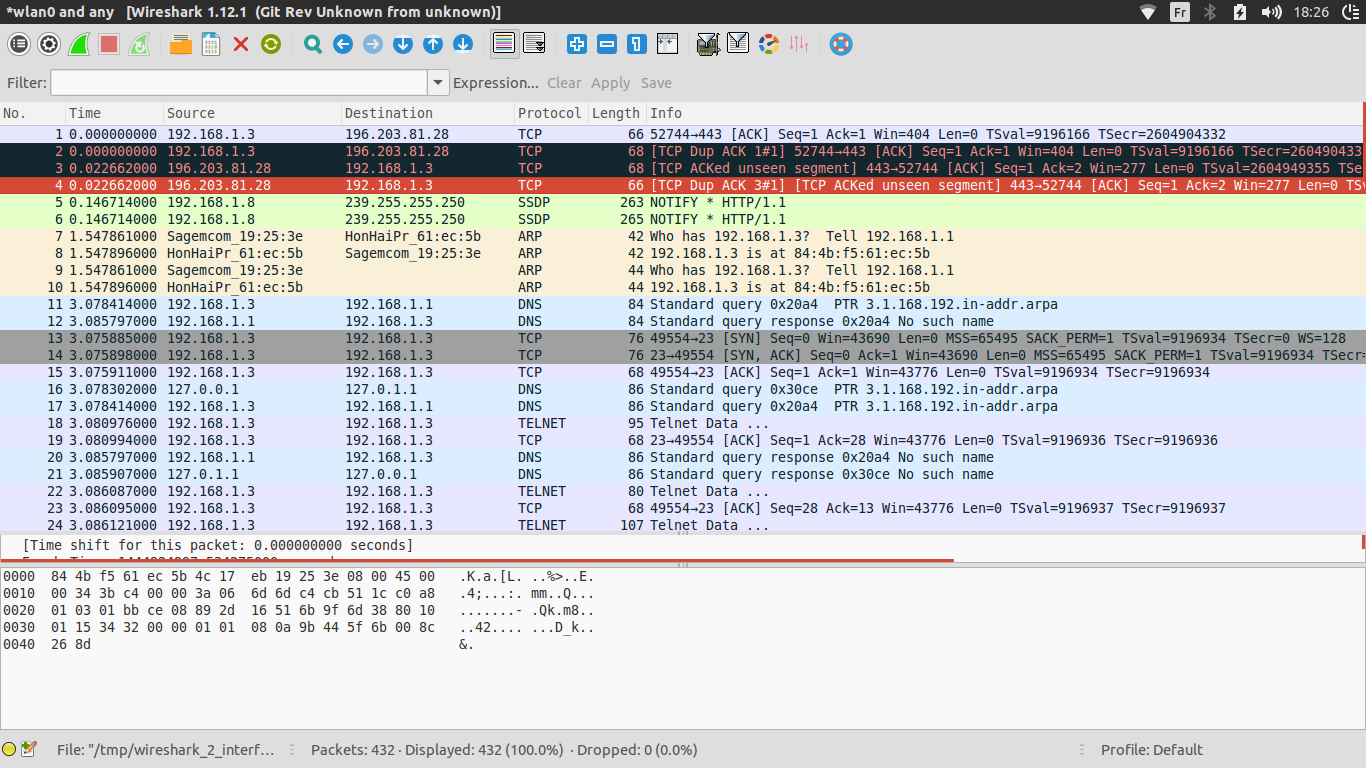 *wlan0 and any   [Wireshark 1.12.1  (Git Rev Unknown from unknown)]
Fr 18:26
Filter: Expression... Clear Apply Save
No. Time Source Destination Protocol Length Info
1 0.000000000 192.168.1.3 196.203.81.28 TCP 66 52744→443 [ACK] Seq=1 Ack=1 Win=404 Len=0 TSval=9196166 TSecr=2604904332
2 0.000000000 192.168.1.3 196.203.81.28 TCP 68 [TCP Dup ACK 1#1] 52744→443 [ACK] Seq=1 Ack=1 Win=404 Len=0 TSval=9196166 TSecr=260490433
3 0.022662000 196.203.81.28 192.168.1.3 TCP 68 [TCP ACKed unseen segment] 443→52744 [ACK] Seq=1 Ack=2 Win=277 Len=0 TSval=2604949355 TSe
4 0.022662000 196.203.81.28 192.168.1.3 TCP 66 [TCP Dup ACK 3#1] [TCP ACKed unseen segment] 443→52744 [ACK] Seq=1 Ack=2 Win=277 Len=0 TS
5 0.146714000 192.168.1.8 239.255.255.250 SSDP 263 NOTIFY * HTTP/1.1
6 0.146714000 192.168.1.8 239.255.255.250 SSDP 265 NOTIFY * HTTP/1.1
7 1.547861000 Sagemcom_19:25:3e HonHaiPr_61:ec:5b ARP 42 Who has 192.168.1.3?  Tell 192.168.1.1
8 1.547896000 HonHaiPr_61:ec:5b Sagemcom_19:25:3e ARP 42 192.168.1.3 is at 84:4b:f5:61:ec:5b
9 1.547861000 Sagemcom_19:25:3e ARP 44 Who has 192.168.1.3?  Tell 192.168.1.1
10 1.547896000 HonHaiPr_61:ec:5b ARP 44 192.168.1.3 is at 84:4b:f5:61:ec:5b
11 3.078414000 192.168.1.3 192.168.1.1 DNS 84 Standard query 0x20a4  PTR 3.1.168.192.in-addr.arpa
12 3.085797000 192.168.1.1 192.168.1.3 DNS 84 Standard query response 0x20a4 No such name
13 3.075885000 192.168.1.3 192.168.1.3 TCP 76 49554→23 [SYN] Seq=0 Win=43690 Len=0 MSS=65495 SACK_PERM=1 TSval=9196934 TSecr=0 WS=128
14 3.075898000 192.168.1.3 192.168.1.3 TCP 76 23→49554 [SYN, ACK] Seq=0 Ack=1 Win=43690 Len=0 MSS=65495 SACK_PERM=1 TSval=9196934 TSecr=
15 3.075911000 192.168.1.3 192.168.1.3 TCP 68 49554→23 [ACK] Seq=1 Ack=1 Win=43776 Len=0 TSval=9196934 TSecr=9196934
16 3.078302000 127.0.0.1 127.0.1.1 DNS 86 Standard query 0x30ce  PTR 3.1.168.192.in-addr.arpa
17 3.078414000 192.168.1.3 192.168.1.1 DNS 86 Standard query 0x20a4  PTR 3.1.168.192.in-addr.arpa
18 3.080976000 192.168.1.3 192.168.1.3 TELNET 95 Telnet Data ...
19 3.080994000 192.168.1.3 192.168.1.3 TCP 68 23→49554 [ACK] Seq=1 Ack=28 Win=43776 Len=0 TSval=9196936 TSecr=9196936
20 3.085797000 192.168.1.1 192.168.1.3 DNS 86 Standard query response 0x20a4 No such name
21 3.085907000 127.0.1.1 127.0.0.1 DNS 86 Standard query response 0x30ce No such name
22 3.086087000 192.168.1.3 192.168.1.3 TELNET 80 Telnet Data ...
23 3.086095000 192.168.1.3 192.168.1.3 TCP 68 49554→23 [ACK] Seq=28 Ack=13 Win=43776 Len=0 TSval=9196937 TSecr=9196937
24 3.086121000 192.168.1.3 192.168.1.3 TELNET 107 Telnet Data ...
[Time shift for this packet: 0.000000000 seconds]
0000  84 4b f5 61 ec 5b 4c 17  eb 19 25 3e 08 00 45 00   .K.a.[L. ..%>..E.
0010  00 34 3b c4 00 00 3a 06  6d 6d c4 cb 51 1c c0 a8   .4;...:. mm..Q...
0020  01 03 01 bb ce 08 89 2d  16 51 6b 9f 6d 38 80 10   .......- .Qk.m8..
0030  01 15 34 32 00 00 01 01  08 0a 9b 44 5f 6b 00 8c   ..42.... ...D_k..
0040  26 8d   &.
File: "/tmp/wireshark_2_interf... Packets: 432 · Displayed: 432 (100.0%)  · Dropped: 0 (0.0%) Profile: Default